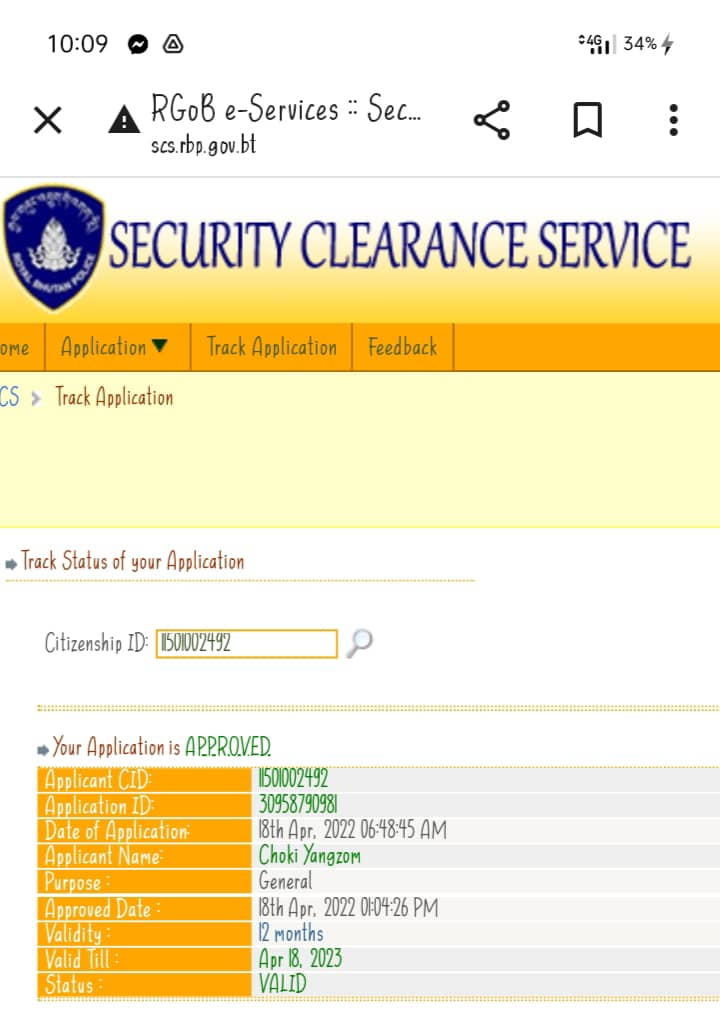 10:09
4G 34%
RGoB e-Services :: Sec...
scs.rbp.gov.bt
ROYAL BHUTAN POLICE
SECURITY CLEARANCE SERVICE
ome Application Track Application Feedback
CS Track Application
Track Status of your Application
Citizenship ID: 11501002492
Your Application is APPROVED
Applicant CID: 11501002492
Application ID: 3095879098
Date of Application: 18th Apr, 2022 06:48:45 AM
Applicant Name: Choki Yangzom
Purpose : General
Approved Date : 18th Apr, 2022 01:04:26 PM
Validity : 12 months
Valid Till : Apr 18, 2023
Status : VALID